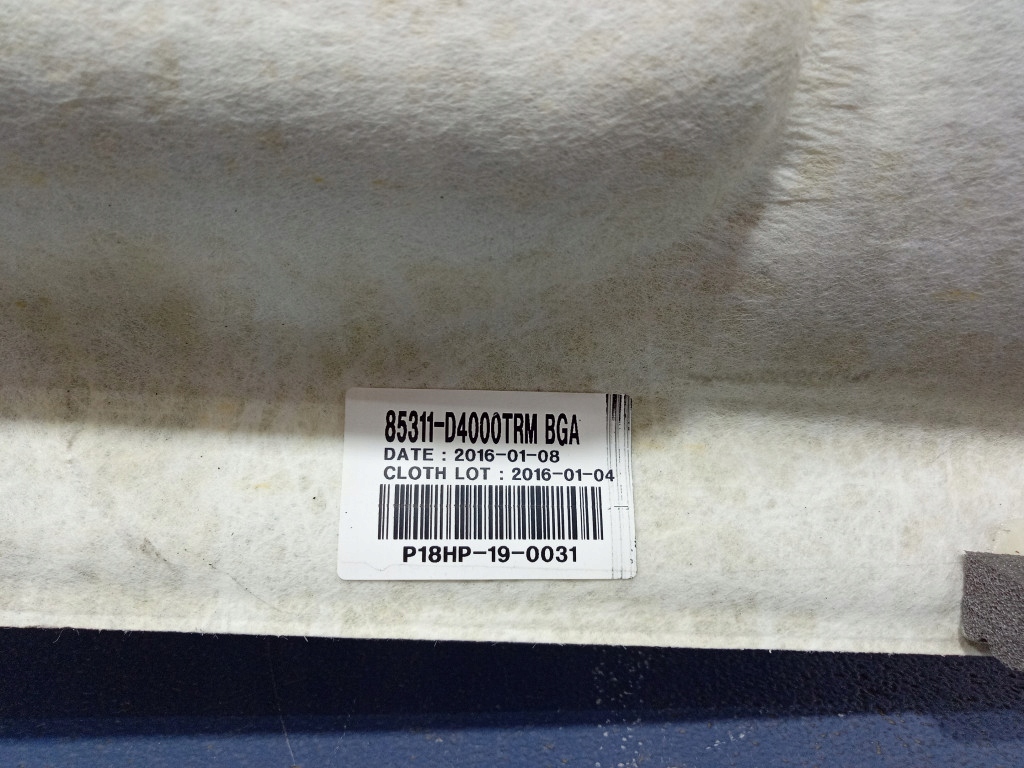 85311-D4000TRM BGA
DATE : 2016-01-08
CLOTH LOT : 2016-01-04
P18HP-19-0031